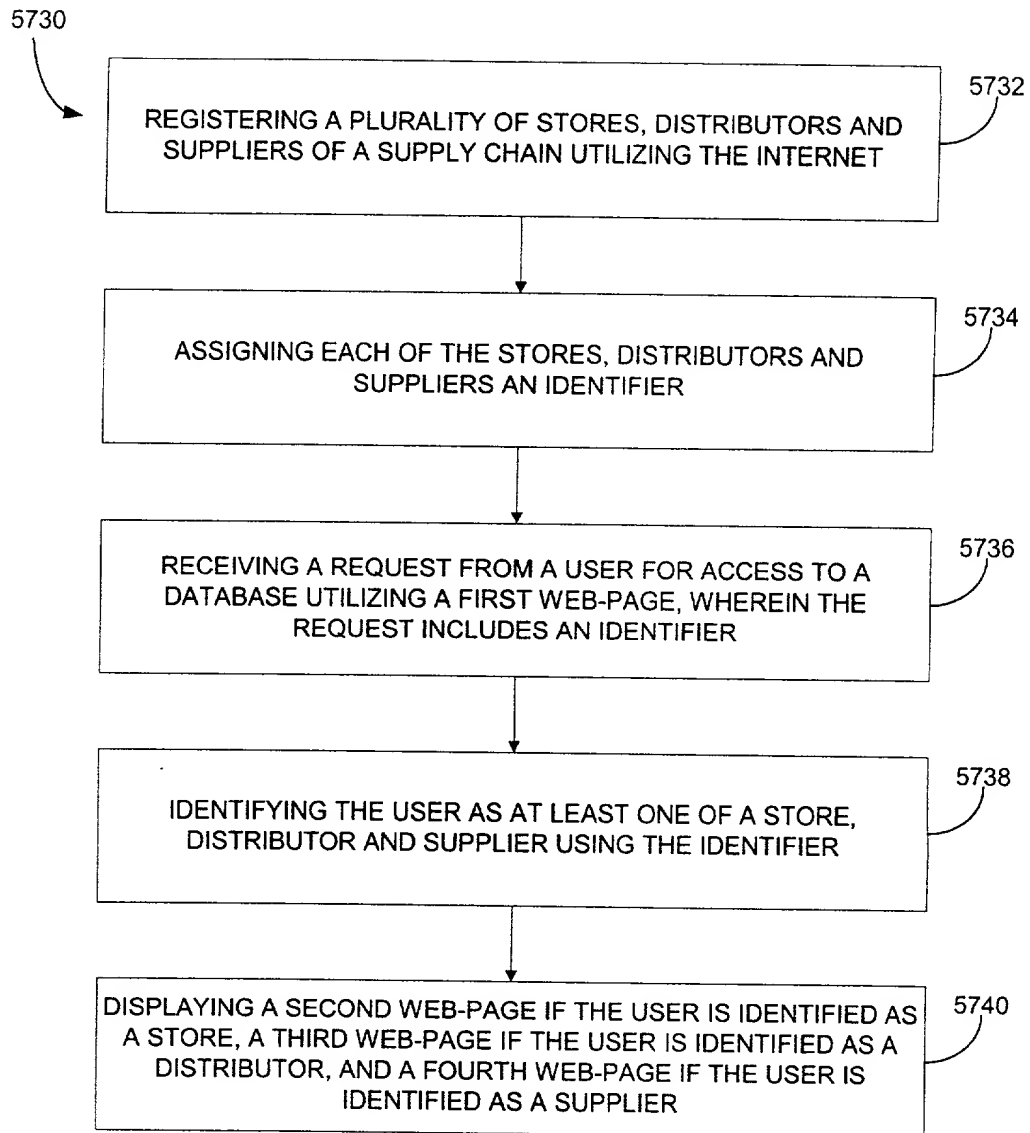 5730
5732
REGISTERING A PLURALITY OF STORES, DISTRIBUTORS AND
SUPPLIERS OF A SUPPLY CHAIN UTILIZING THE INTERNET
5734
ASSIGNING EACH OF THE STORES, DISTRIBUTORS AND
SUPPLIERS AN IDENTIFIER
5736
RECEIVING A REQUEST FROM A USER FOR ACCESS TO A
DATABASE UTILIZING A FIRST WEB-PAGE, WHEREIN THE
REQUEST INCLUDES AN IDENTIFIER
5738
IDENTIFYING THE USER AS AT LEAST ONE OF A STORE,
DISTRIBUTOR AND SUPPLIER USING THE IDENTIFIER
5740
DISPLAYING A SECOND WEB-PAGE IF THE USER IS IDENTIFIED AS
A STORE, A THIRD WEB-PAGE IF THE USER IS IDENTIFIED AS A
DISTRIBUTOR, AND A FOURTH WEB-PAGE IF THE USER IS
IDENTIFIED AS A SUPPLIER